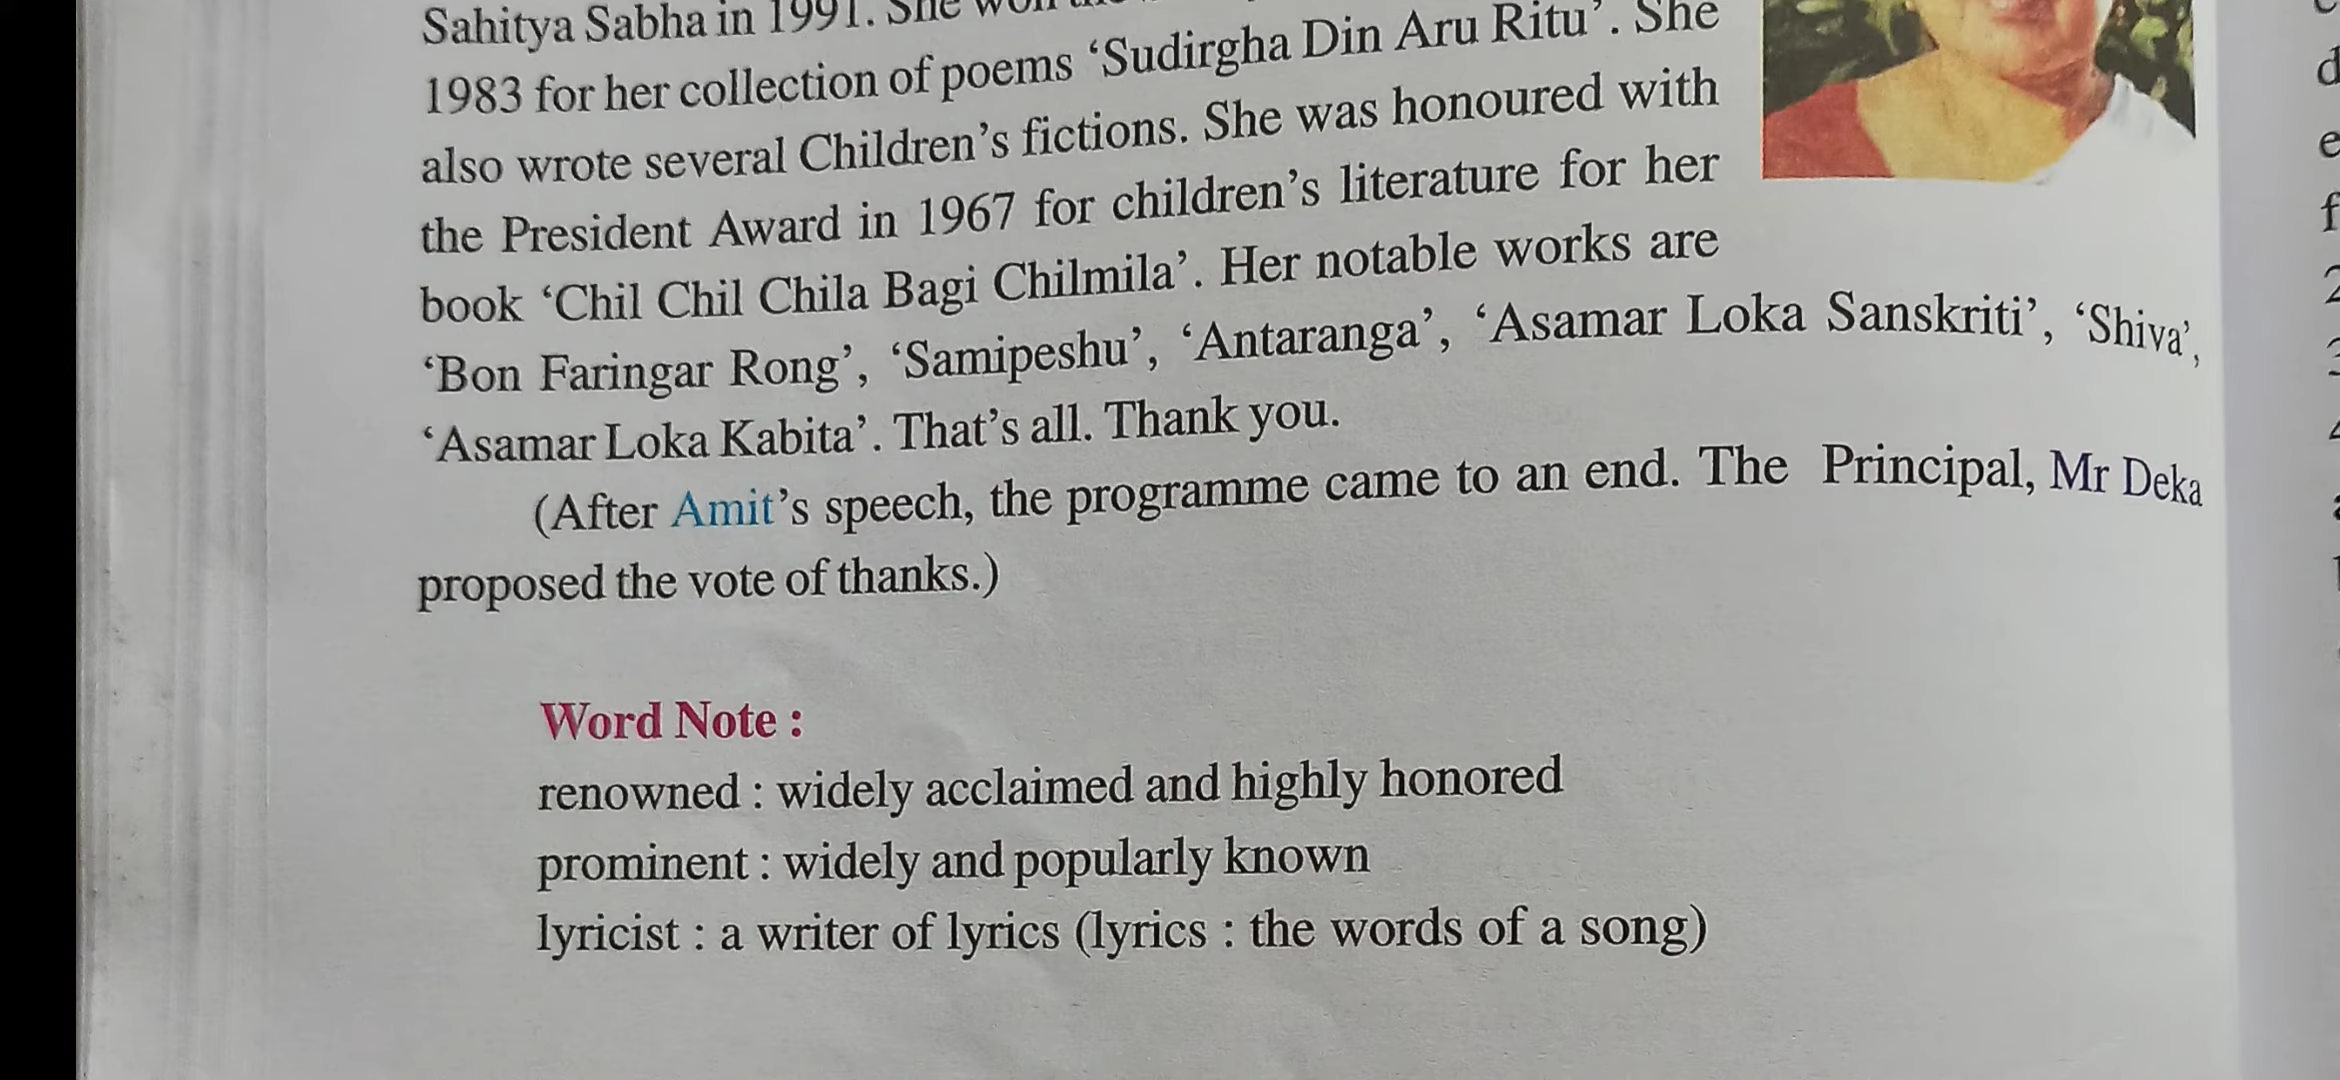 Sahitya Sabha in 1991. She won
1983 for her collection of poems ‘Sudirgha Din Aru Ritu’. She
also wrote several Children’s fictions. She was honoured with
the President Award in 1967 for children’s literature for her
book ‘Chil Chil Chila Bagi Chilmila’. Her notable works are
‘Bon Faringar Rong’, ‘Samipeshu’, ‘Antaranga’, ‘Asamar Loka Sanskriti’, ‘Shiva’,
‘Asamar Loka Kabita’. That’s all. Thank you.
(After Amit’s speech, the programme came to an end. The Principal, Mr Deka
proposed the vote of thanks.)
Word Note :
renowned : widely acclaimed and highly honored
prominent : widely and popularly known
lyricist : a writer of lyrics (lyrics : the words of a song)